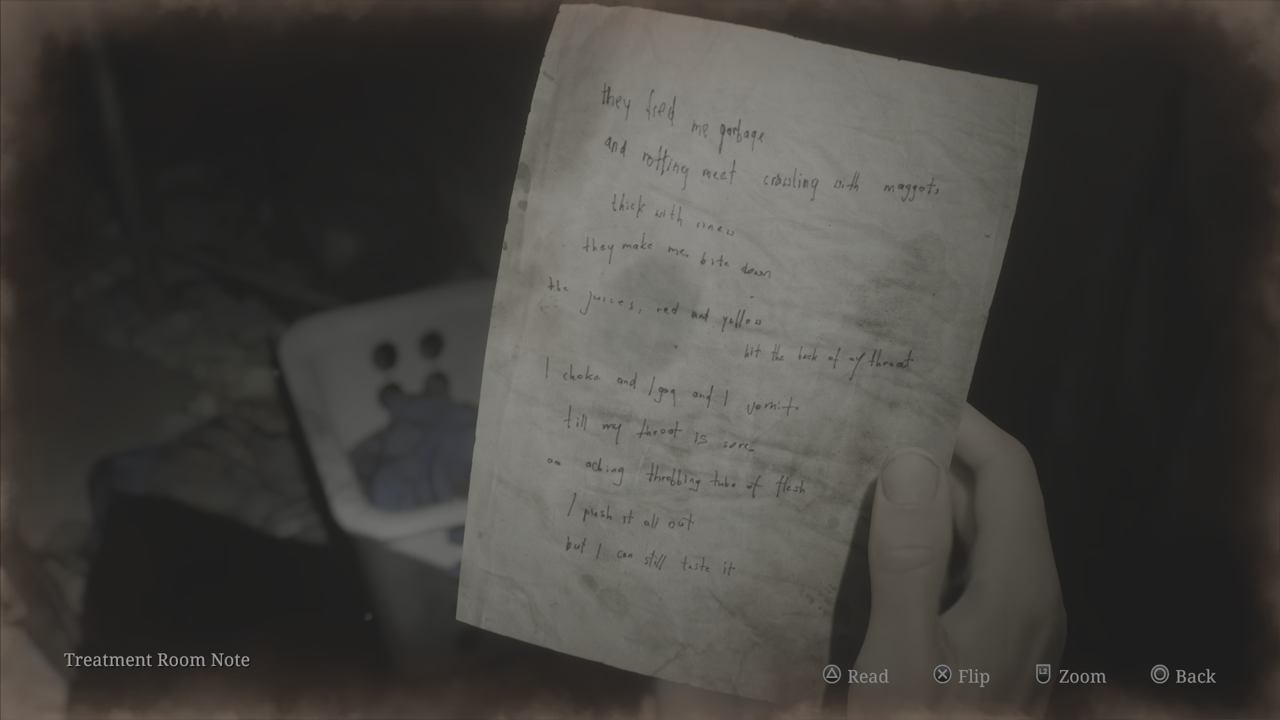 they feed me garbage
and rotting meet crawling with maggots
thick with sinew
they make me bite down
the juices, red and yellow
hit the back of my throat
I choke and I gag and I vomit
till my throat is sore
an aching throbbing tube of flesh
I push it all out
but I can still taste it
Treatment Room Note
Read
Flip
L2 Zoom
Back